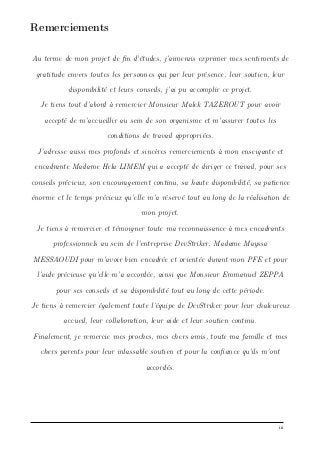 Remerciements
Au terme de mon projet de fin d'études, j'aimerais exprimer mes sentiments de
gratitude envers toutes les personnes qui par leur présence, leur soutien, leur
disponibilité et leurs conseils, j'ai pu accomplir ce projet.
Je tiens tout d'abord à remercier Monsieur Malek TAZEROUT pour avoir
accepté de m'accueillir au sein de son organisme et m'assurer toutes les
conditions de travail appropriées.
J'adresse aussi mes profonds et sincères remerciements à mon enseignante et
encadrante Madame Hela LIMEM qui a accepté de diriger ce travail, pour ses
conseils précieux, son encouragement continu, sa haute disponibilité, sa patience
énorme et le temps précieux qu'elle m'a réservé tout au long de la réalisation de
mon projet.
Je tiens à remercier et témoigner toute ma reconnaissance à mes encadrants
professionnels au sein de l'entreprise DevStriker, Madame Mayssa
MESSAOUDI pour m'avoir bien encadrée et orientée durant mon PFE et pour
l'aide précieuse qu'elle m'a accordée, ainsi que Monsieur Emmanuel ZEPPA
pour ses conseils et sa disponibilité tout au long de cette période.
Je tiens à remercier également toute l'équipe de DevStriker pour leur chaleureux
accueil, leur collaboration, leur aide et leur soutien continu.
Finalement, je remercie mes proches, mes chers amis, toute ma famille et mes
chers parents pour leur inlassable soutien et pour la confiance qu'ils m'ont
accordés.